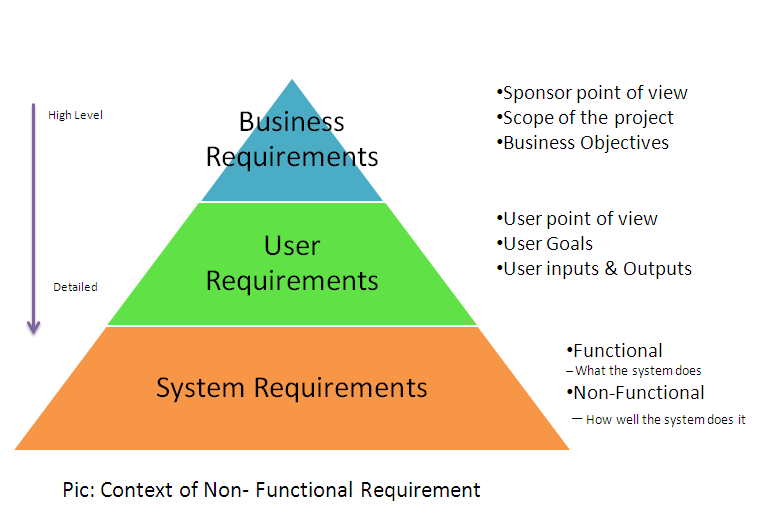 High Level
Detailed
Business
Requirements
User
Requirements
System Requirements
•Sponsor point of view
•Scope of the project
•Business Objectives
•User point of view
•User Goals
•User inputs & Outputs
•Functional
–What the system does
•Non-Functional
– How well the system does it
Pic: Context of Non- Functional Requirement